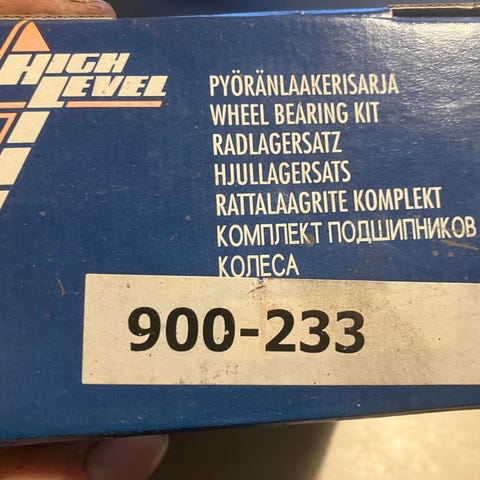 HIGH
LEVEL
PYÖRÄNLAAKERISARJA
WHEEL BEARING KIT
RADLAGERSATZ
HJULLAGERSATS
RATTALAAGRITE KOMPLEKT
КОМПЛЕКТ ПОДШИПНИКОВ
КОЛЕСА
900-233